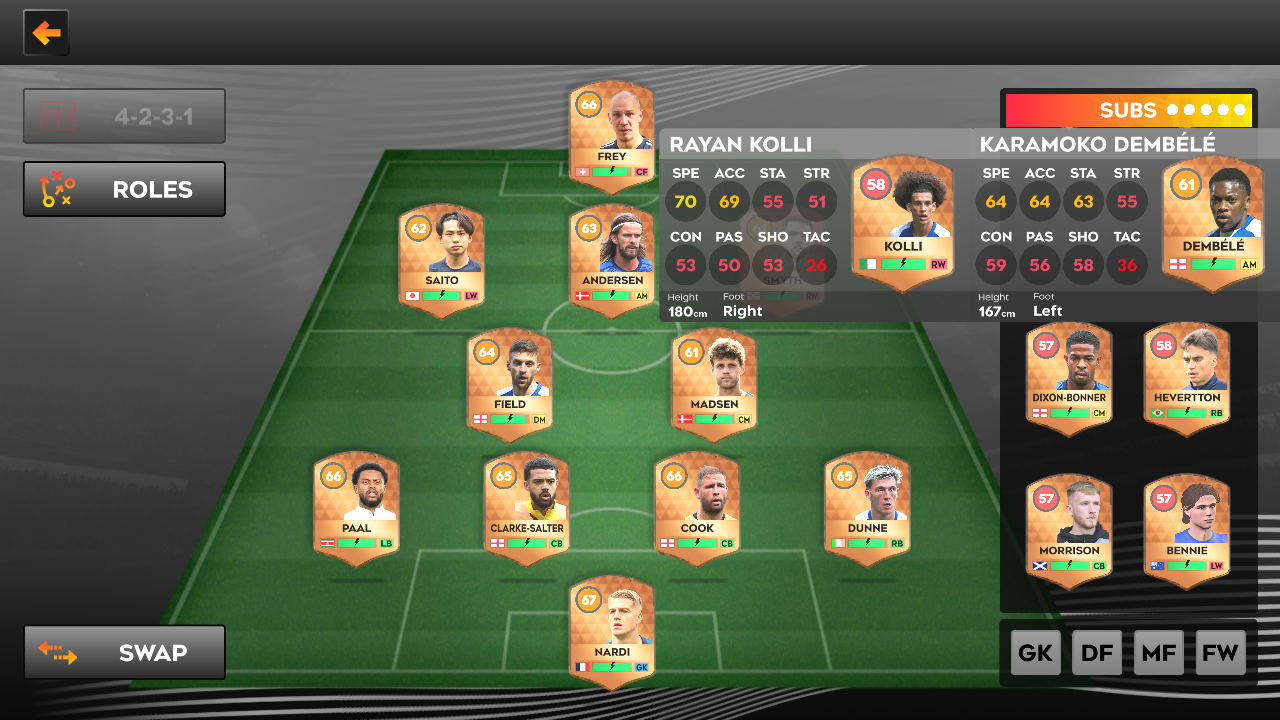 4-2-3-1
ROLES
SUBS
66
FREY
CF
RAYAN KOLLI
SPE ACC STA STR
70 69 55 51
CON PAS SHO TAC
53 50 53 26
Height Foot
180cm Right
58
KOLLI
RW
KARAMOKO DEMBÉLÉ
SPE ACC STA STR
64 64 63 55
CON PAS SHO TAC
59 56 58 36
Height Foot
167cm Left
61
DEMBÉLÉ
AM
62
SAITO
LW
63
ANDERSEN
AM
SMYTH
RW
64
FIELD
DM
61
MADSEN
CM
57
DIXON-BONNER
CM
58
HEVERTTON
RB
66
PAAL
LB
65
CLARKE-SALTER
CB
66
COOK
CB
65
DUNNE
RB
57
MORRISON
CB
57
BENNIE
LW
67
NARDI
GK
SWAP
GK DF MF FW